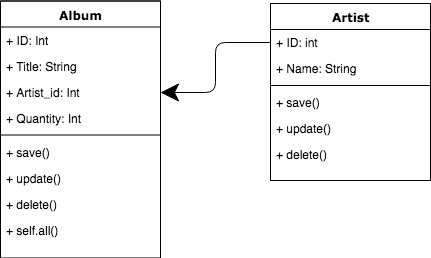 Album
+ ID: Int
+ Title: String
+ Artist_id: Int
+ Quantity: Int
+ save()
+ update()
+ delete()
+ self.all()
Artist
+ ID: int
+ Name: String
+ save()
+ update()
+ delete()